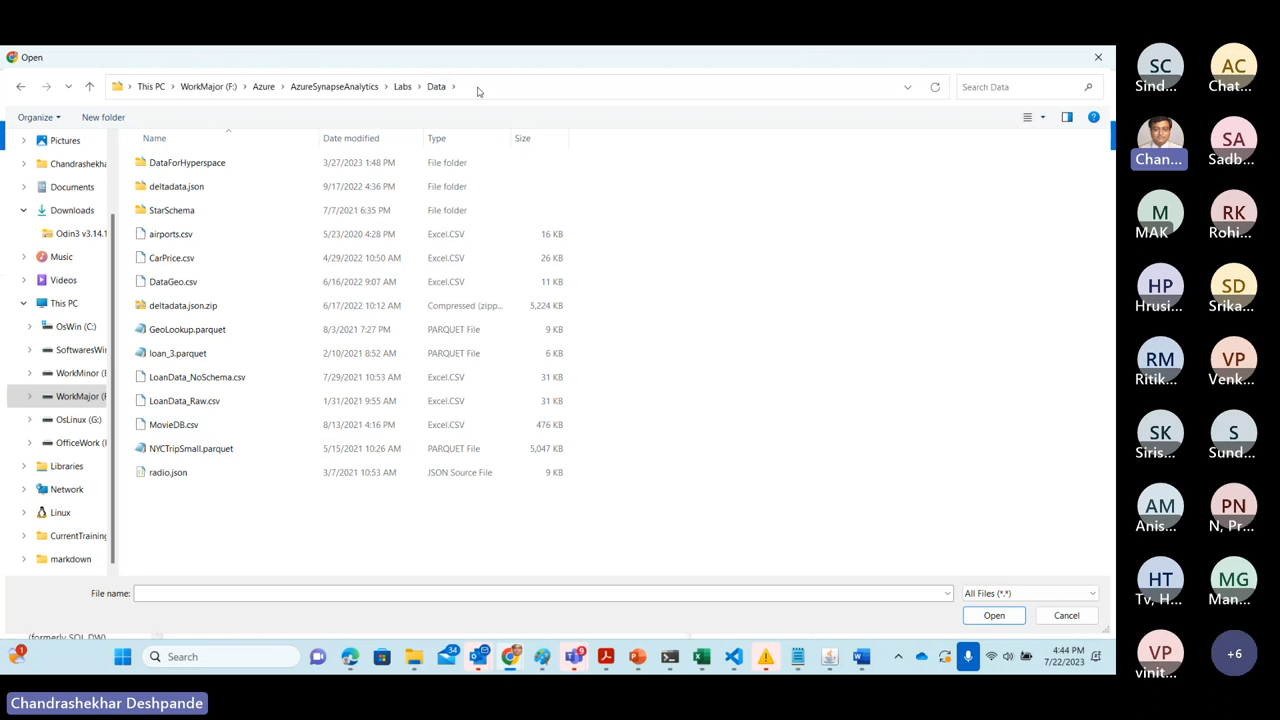 Open
This PC > WorkMajor (F:) > Azure > AzureSynapseAnalytics > Labs > Data >
Search Data
Organize
New folder
Pictures
Chandrashekha
Documents
Downloads
Odin3 v3.14.1
Music
Videos
This PC
OsWin (C:)
SoftwaresWin
WorkMinor (E
WorkMajor (F
OsLinux (G:)
OfficeWork (
Libraries
Network
Linux
CurrentTraining
markdown
Name Date modified Type Size
DataForHyperspace 3/27/2023 1:48 PM File folder
deltadata.json 9/17/2022 4:36 PM File folder
StarSchema 7/7/2021 6:35 PM File folder
airports.csv 5/23/2020 4:28 PM Excel.CSV 16 KB
CarPrice.csv 4/29/2022 10:50 AM Excel.CSV 26 KB
DataGeo.csv 6/16/2022 9:07 AM Excel.CSV 11 KB
deltadata.json.zip 6/17/2022 10:12 AM Compressed (zipp... 5,224 KB
GeoLookup.parquet 8/3/2021 7:27 PM PARQUET File 9 KB
loan_3.parquet 2/10/2021 8:52 AM PARQUET File 6 KB
LoanData_NoSchema.csv 7/29/2021 10:53 AM Excel.CSV 31 KB
LoanData_Raw.csv 1/31/2021 9:55 AM Excel.CSV 31 KB
MovieDB.csv 8/13/2021 4:16 PM Excel.CSV 476 KB
NYCTripSmall.parquet 5/15/2021 10:26 AM PARQUET File 5,047 KB
radio.json 3/7/2021 10:53 AM JSON Source File 9 KB
File name:
All Files (*.*)
Open
Cancel
(formerly SQL DW)
1
Search
34
9
4:44 PM
7/22/2023
Chandrashekhar Deshpande
SC AC
Sind... Chat...
SA
Chan... Sadb...
M RK
MAK Rohi...
HP SD
Hrusi... Srika...
RM VP
Ritik... Venk...
SK S
Siris... Sund...
AM PN
Anis... N, Pr...
HT MG
Tv, H... Man...
VP +6
vinit...